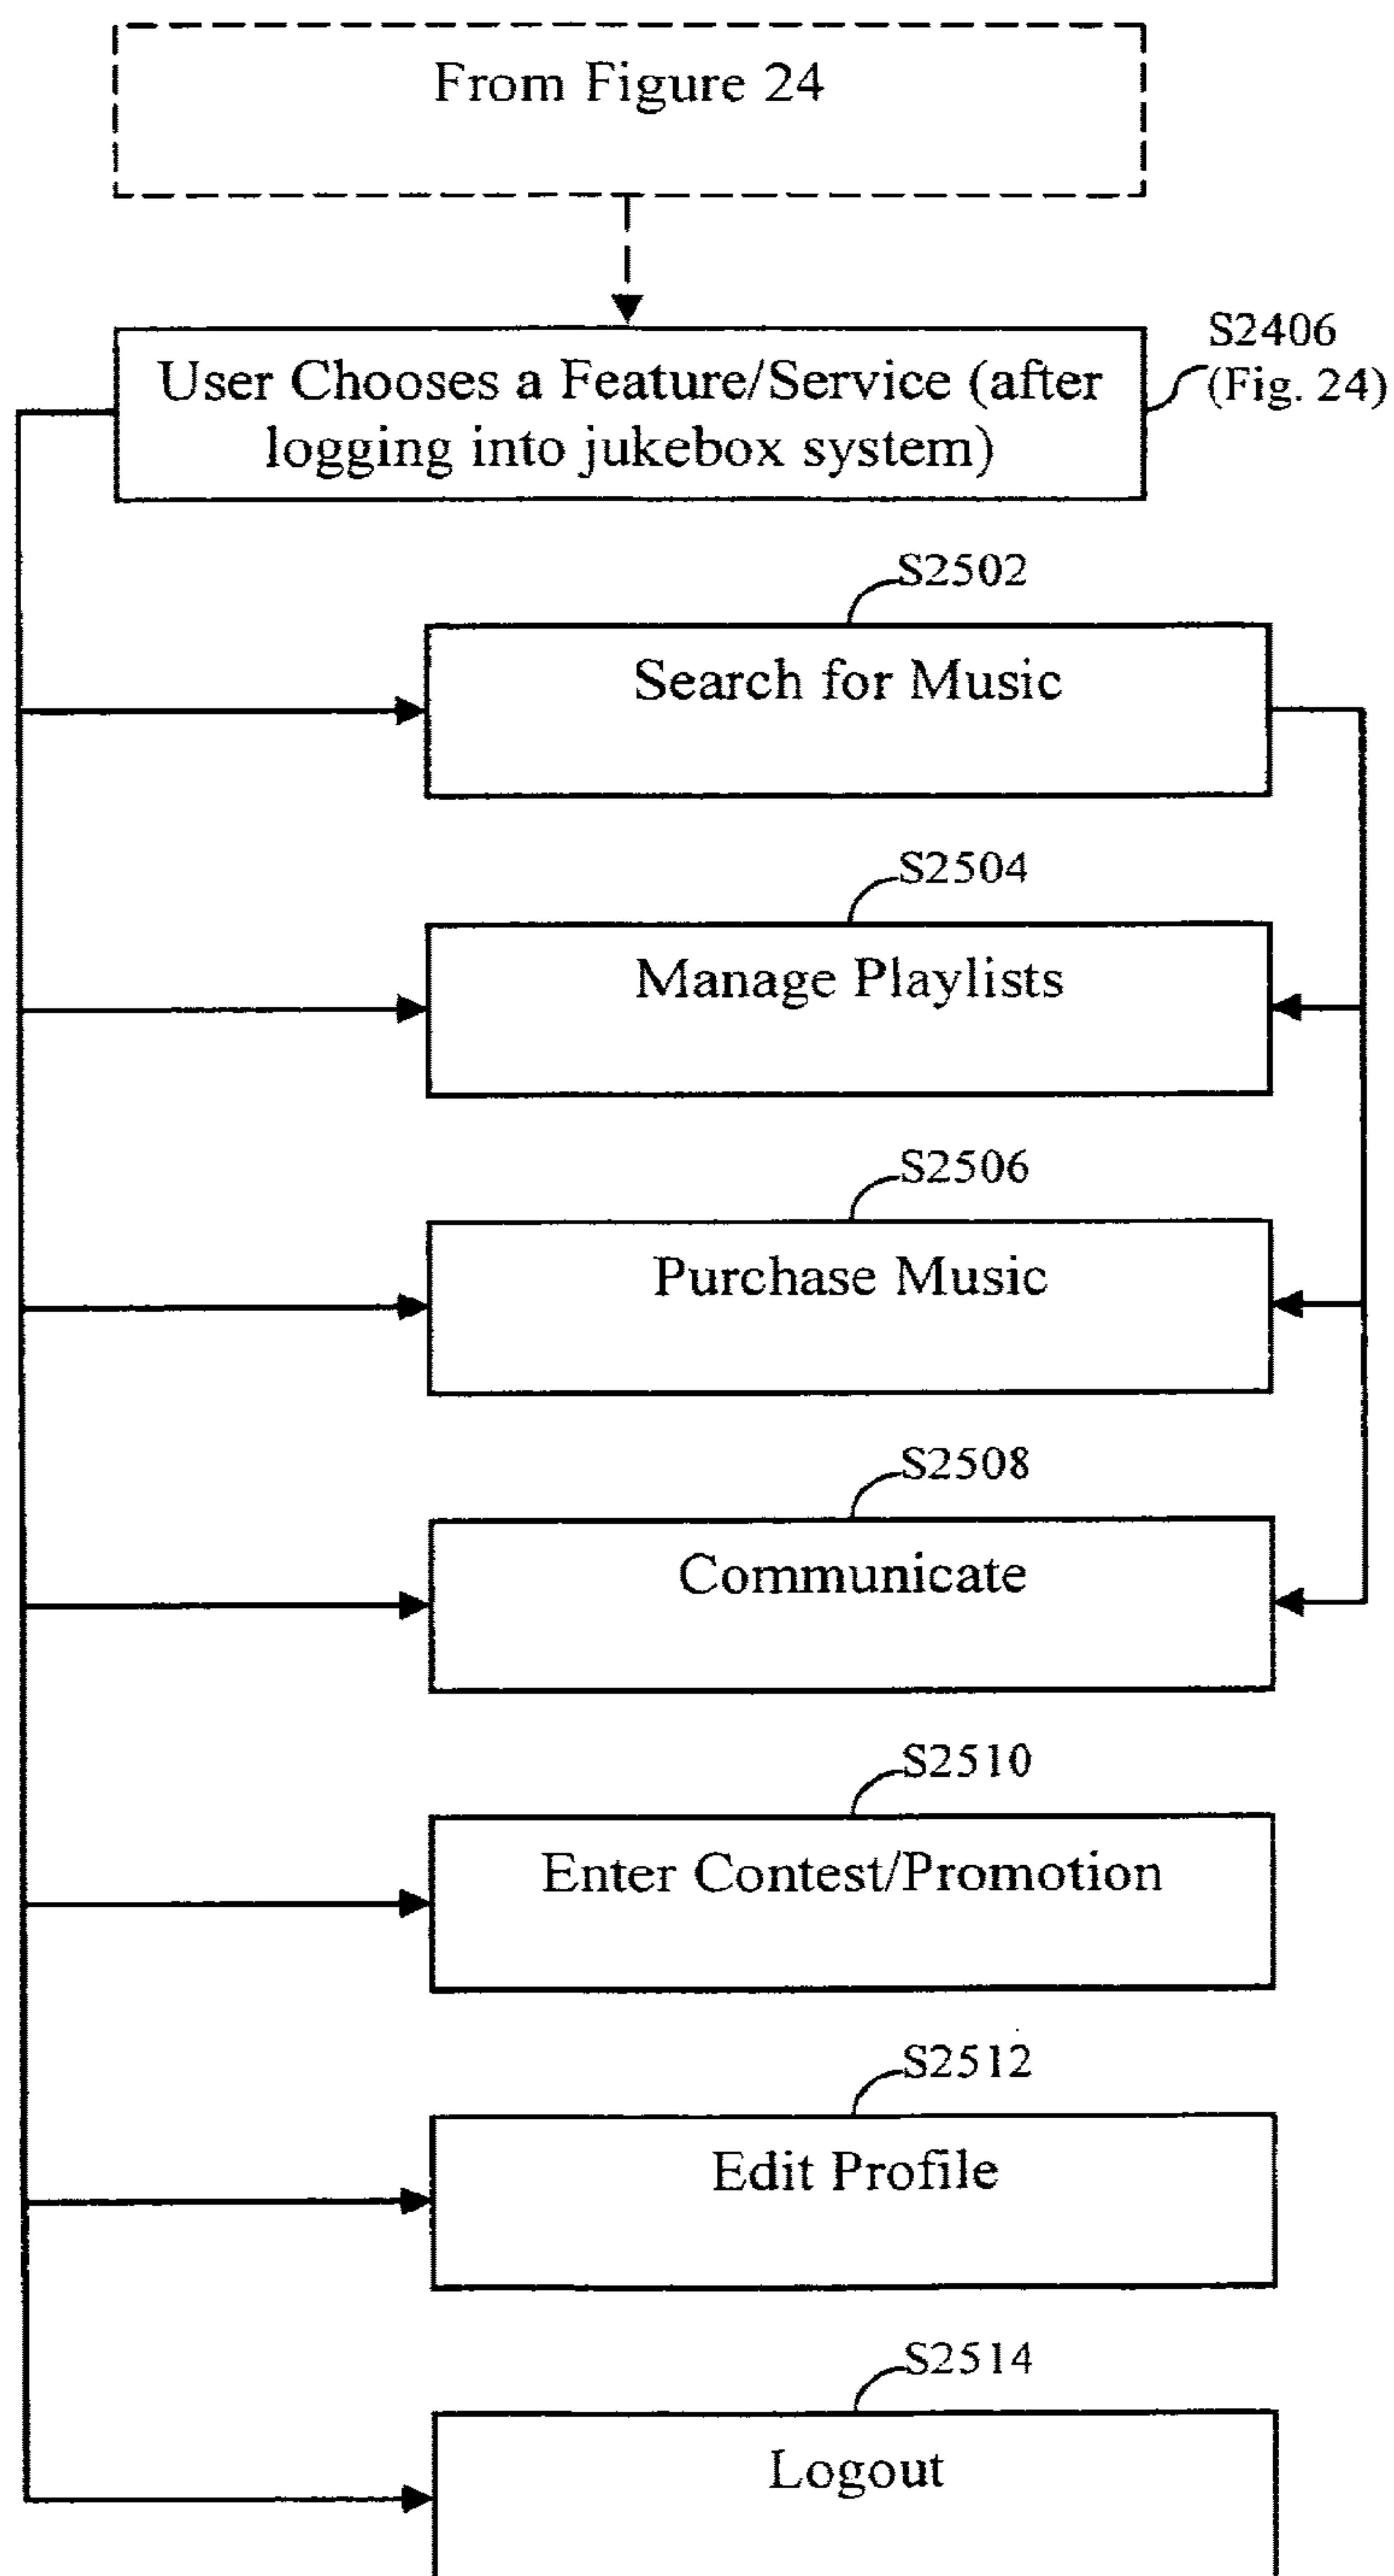 From Figure 24
User Chooses a Feature/Service (after
logging into jukebox system)
S2406
(Fig. 24)
S2502
Search for Music
S2504
Manage Playlists
S2506
Purchase Music
S2508
Communicate
S2510
Enter Contest/Promotion
S2512
Edit Profile
S2514
Logout